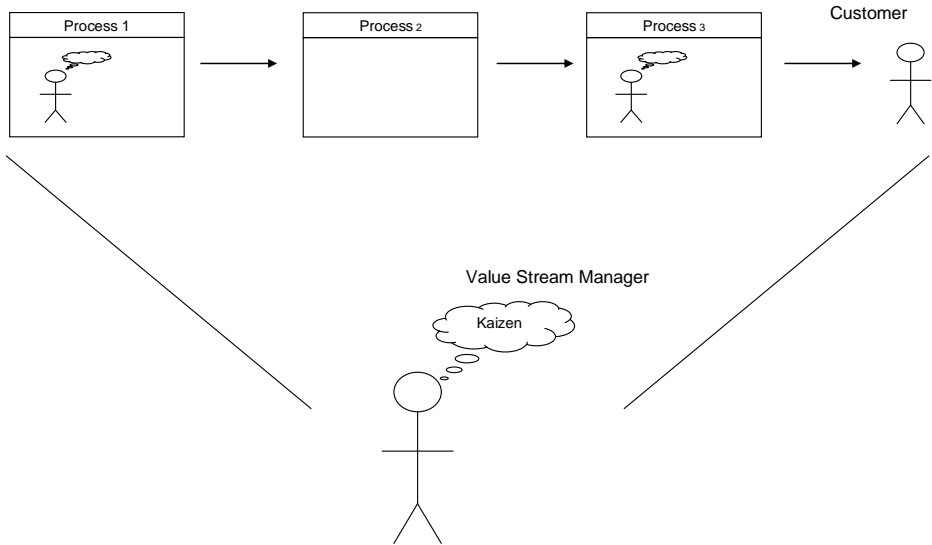 Customer
Process 1
Process 2
Process 3
Value Stream Manager
Kaizen